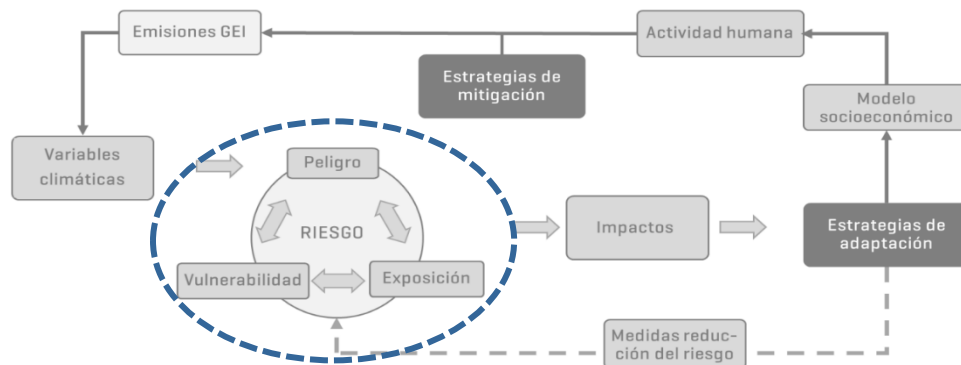 Emisiones GEI
Actividad humana
Estrategias de
mitigación
Modelo
socioeconómico
Variables
climáticas
Peligro
RIESGO
Vulnerabilidad
Exposición
Impactos
Estrategias de
adaptación
Medidas reduc-
ción del riesgo